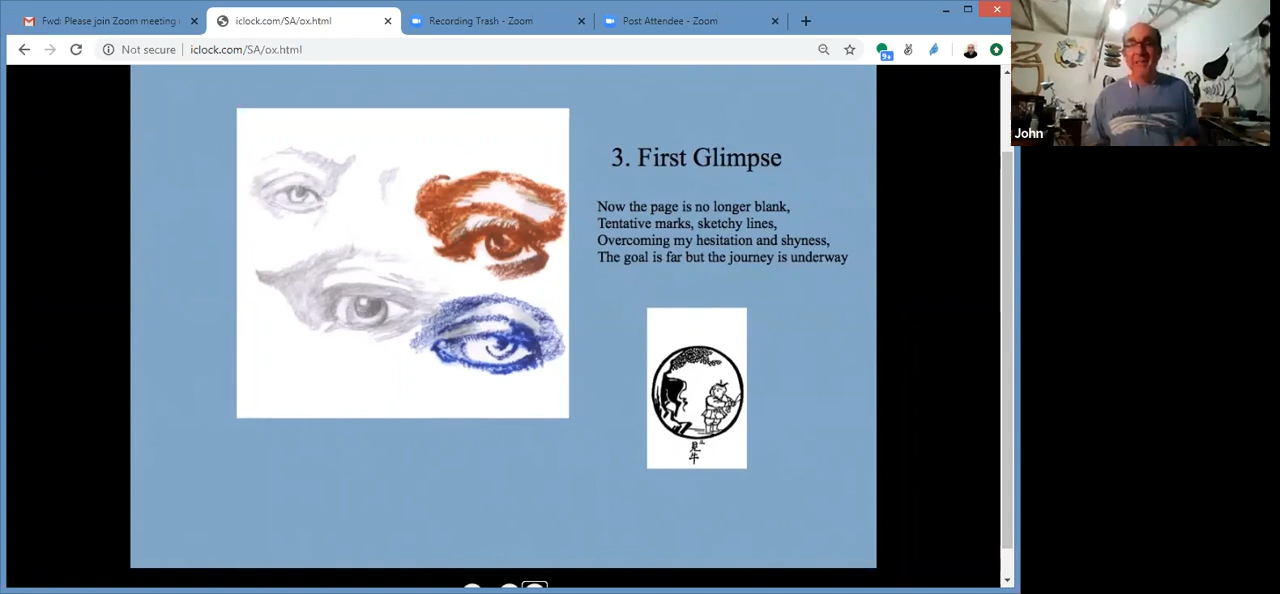 Fwd: Please join Zoom meeting
iclock.com/SA/ox.html
Recording Trash - Zoom
Post Attendee - Zoom
Not secure
iclock.com/SA/ox.html
9+
John
3. First Glimpse
Now the page is no longer blank,
Tentative marks, sketchy lines,
Overcoming my hesitation and shyness,
The goal is far but the journey is underway
三
見
牛